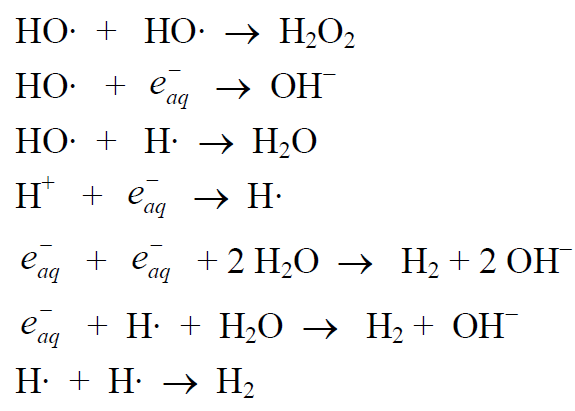 HO· + HO· → H₂O₂
HO· + e⁻aq → OH⁻
HO· + H· → H₂O
H⁺ + e⁻aq → H·
e⁻aq + e⁻aq + 2 H₂O → H₂ + 2 OH⁻
e⁻aq + H· + H₂O → H₂ + OH⁻
H· + H· → H₂